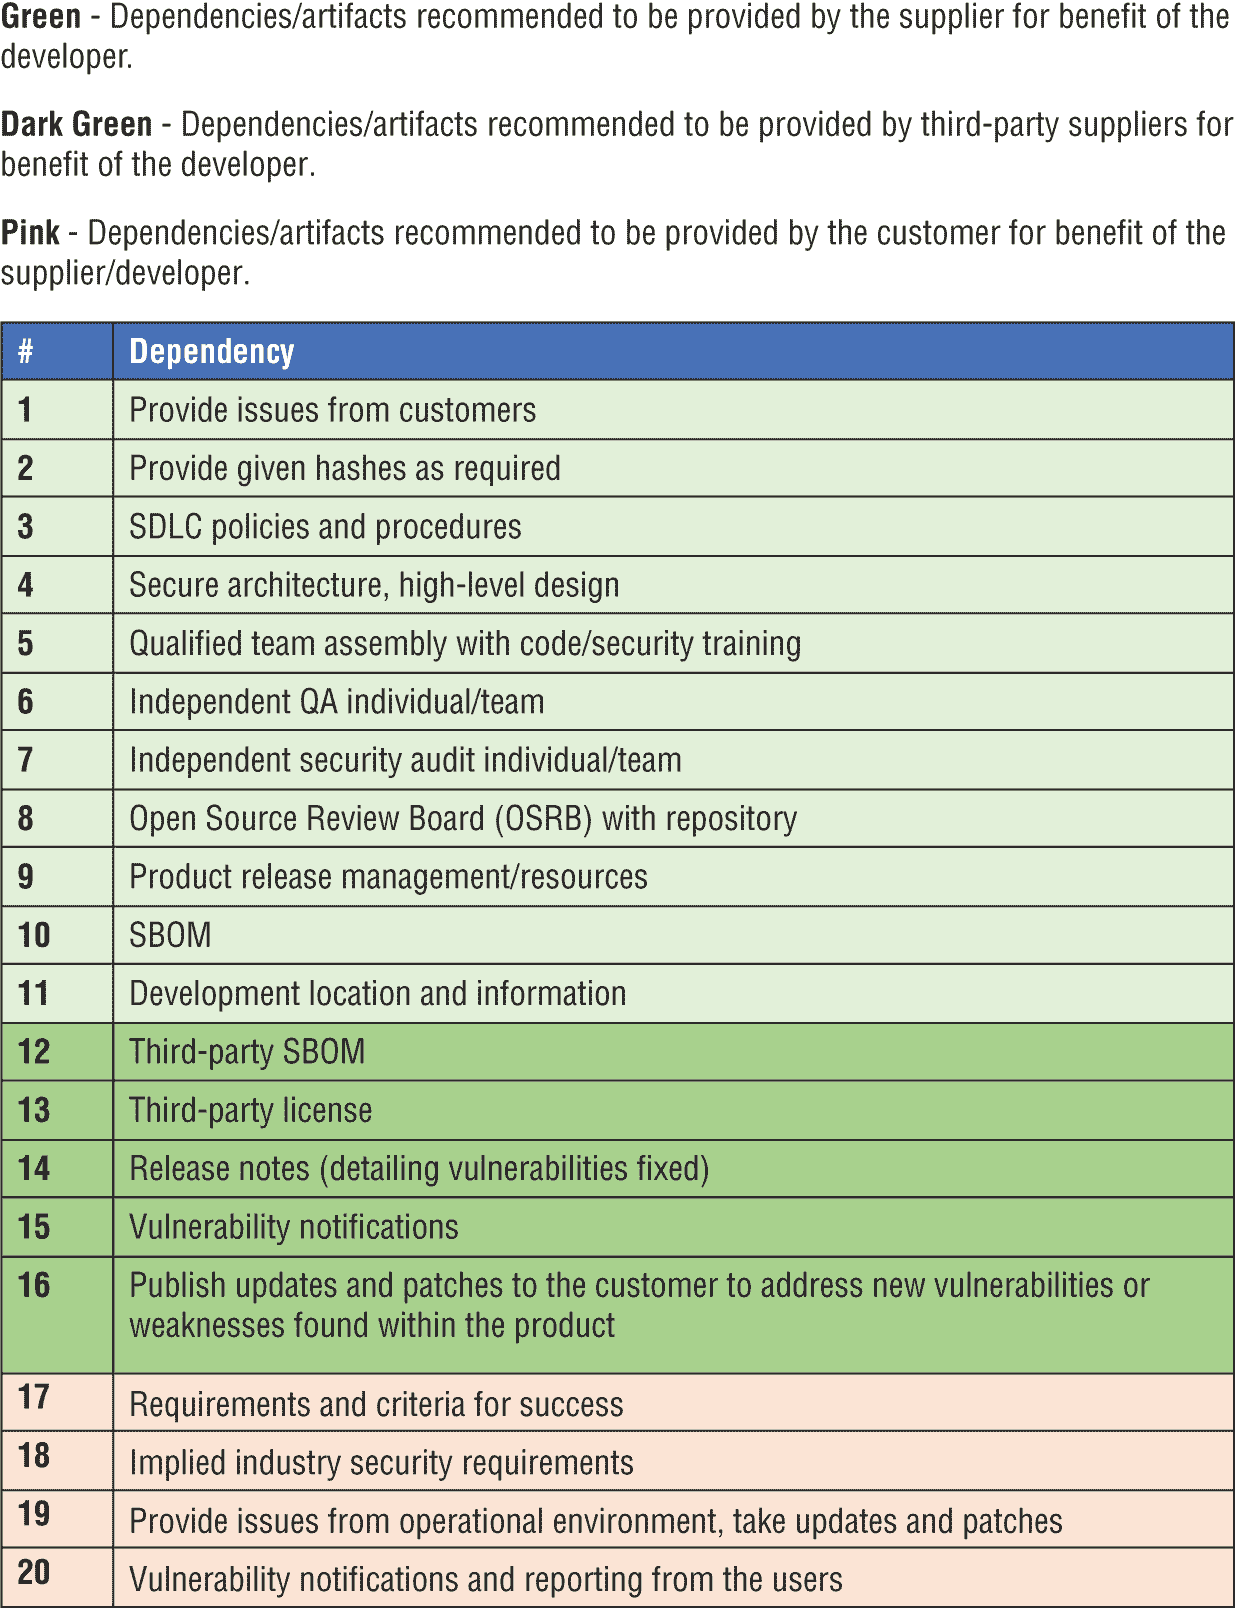 Green - Dependencies/artifacts recommended to be provided by the supplier for benefit of the
developer.
Dark Green - Dependencies/artifacts recommended to be provided by third-party suppliers for
benefit of the developer.
Pink - Dependencies/artifacts recommended to be provided by the customer for benefit of the
supplier/developer.
# Dependency
1 Provide issues from customers
2 Provide given hashes as required
3 SDLC policies and procedures
4 Secure architecture, high-level design
5 Qualified team assembly with code/security training
6 Independent QA individual/team
7 Independent security audit individual/team
8 Open Source Review Board (OSRB) with repository
9 Product release management/resources
10 SBOM
11 Development location and information
12 Third-party SBOM
13 Third-party license
14 Release notes (detailing vulnerabilities fixed)
15 Vulnerability notifications
16 Publish updates and patches to the customer to address new vulnerabilities or
weaknesses found within the product
17 Requirements and criteria for success
18 Implied industry security requirements
19 Provide issues from operational environment, take updates and patches
20 Vulnerability notifications and reporting from the users